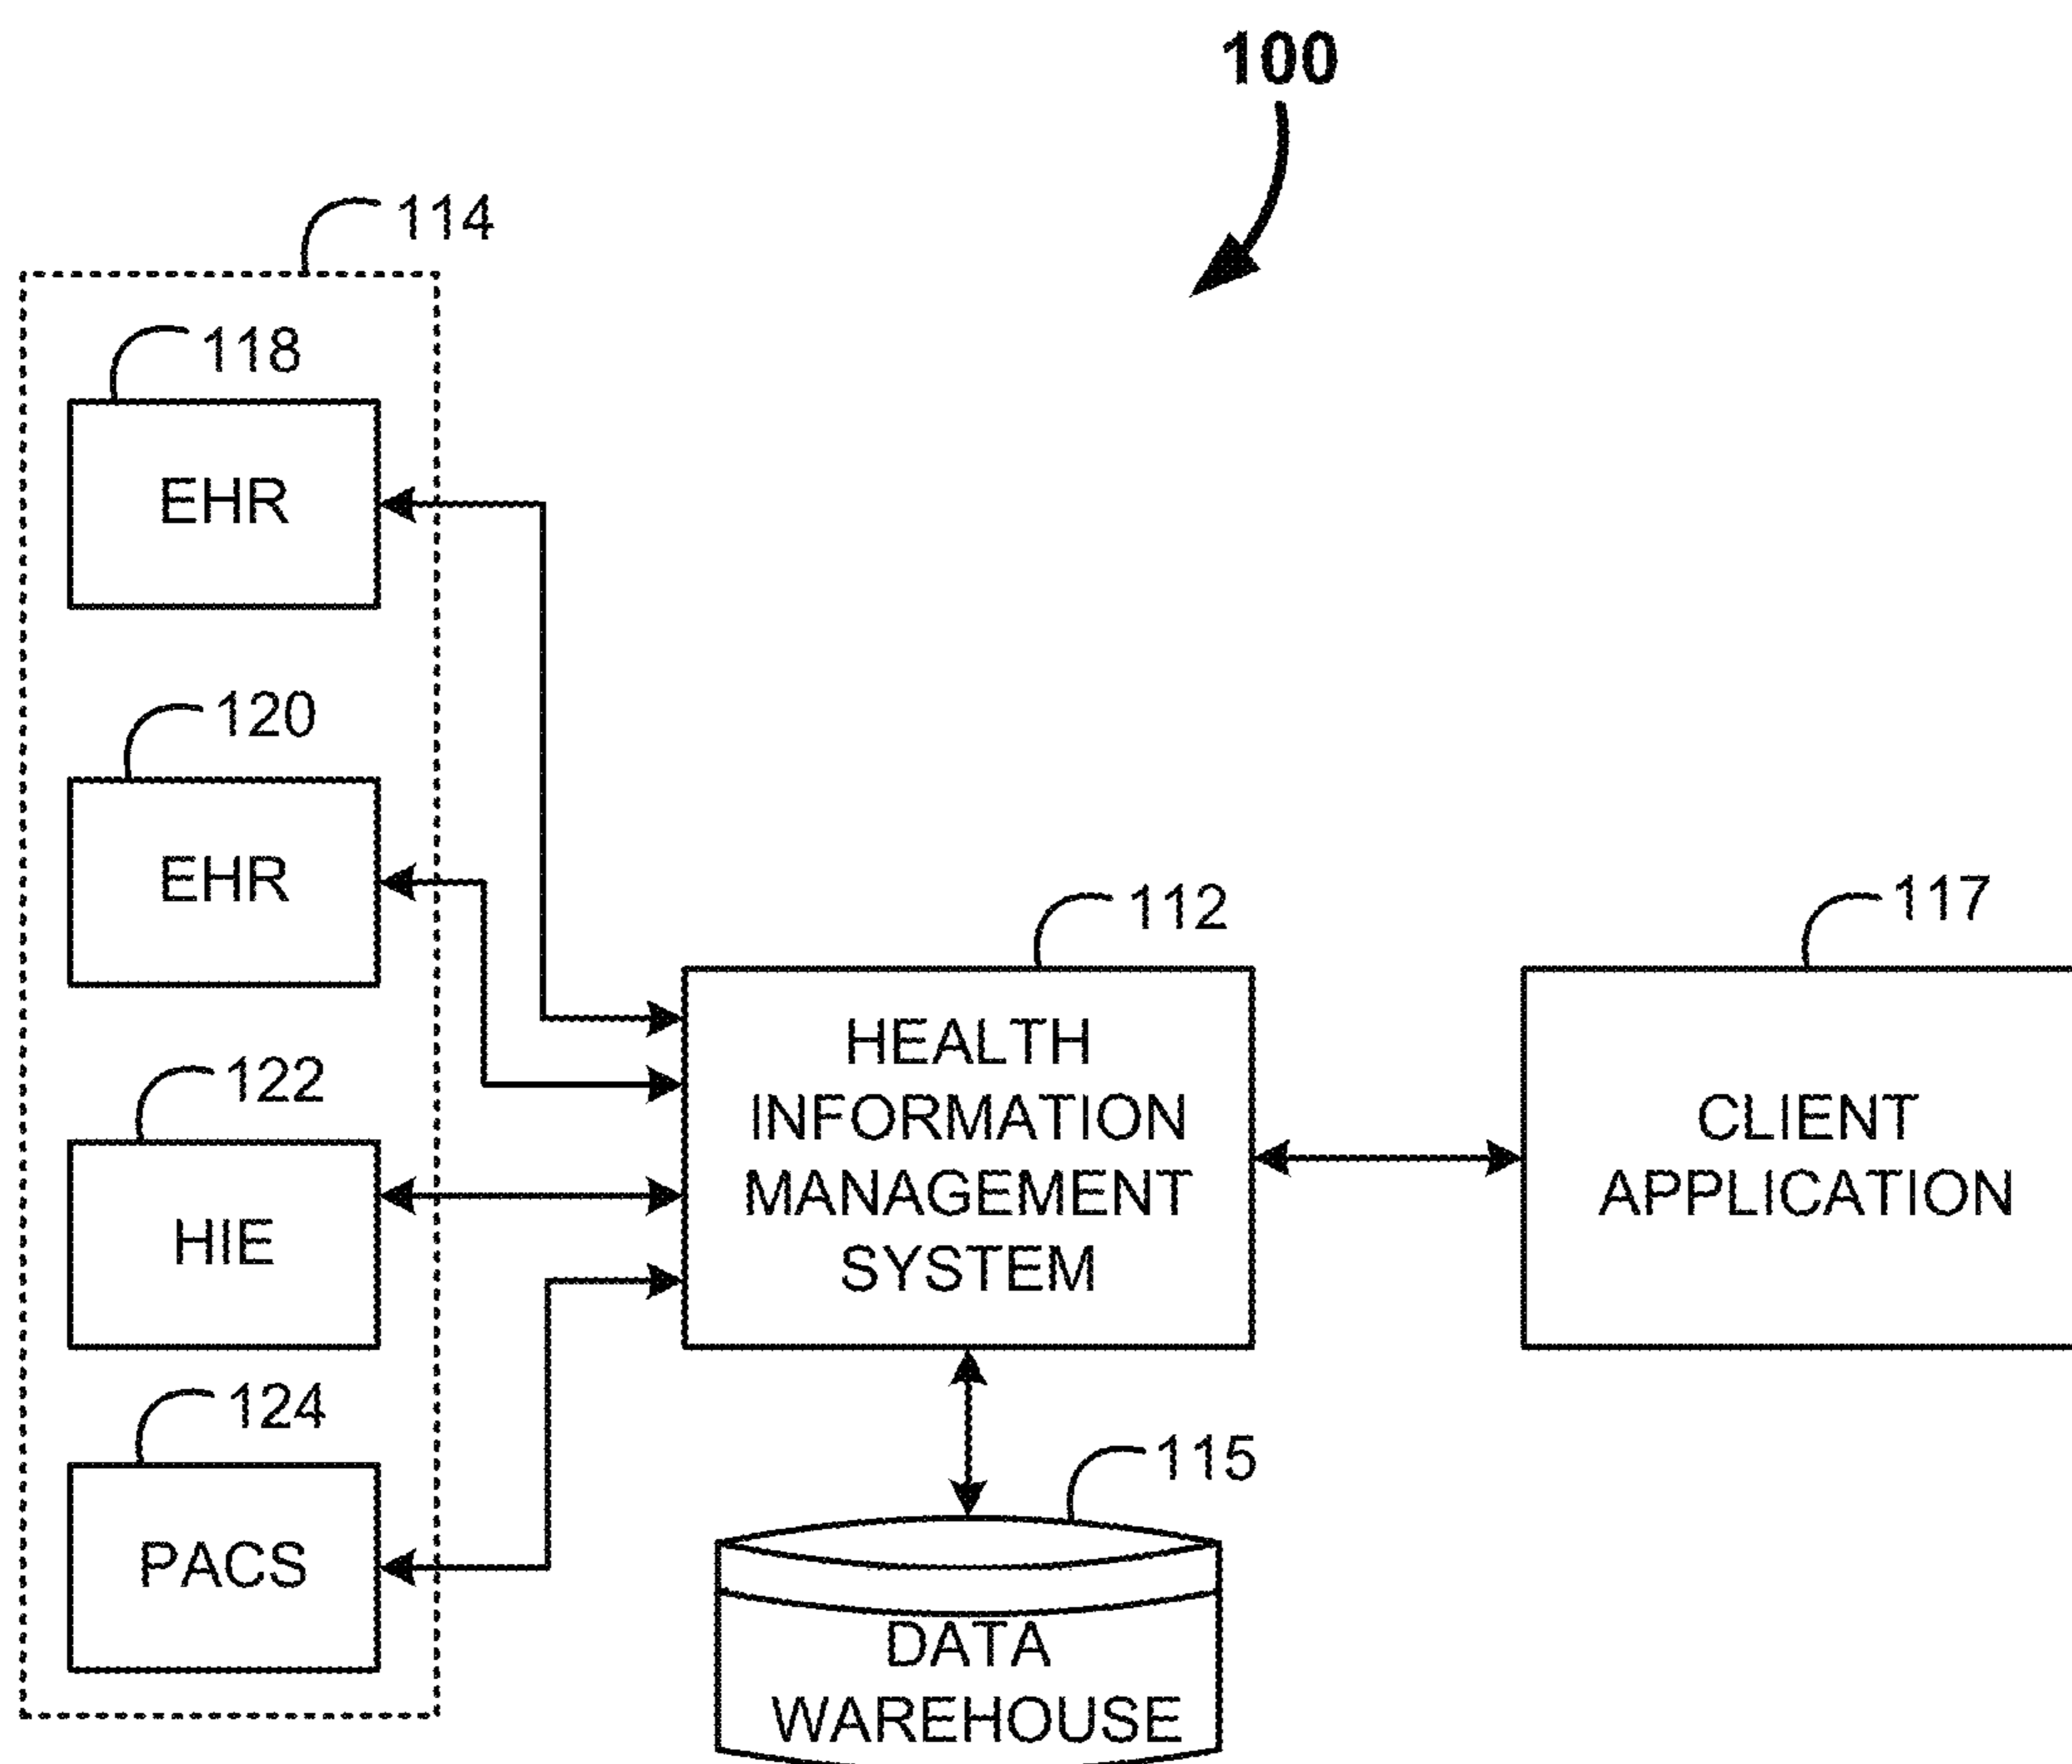 100
114
118
EHR
120
EHR
112
117
HEALTH
INFORMATION
MANAGEMENT
SYSTEM
CLIENT
APPLICATION
122
HIE
124
PACS
115
DATA
WAREHOUSE